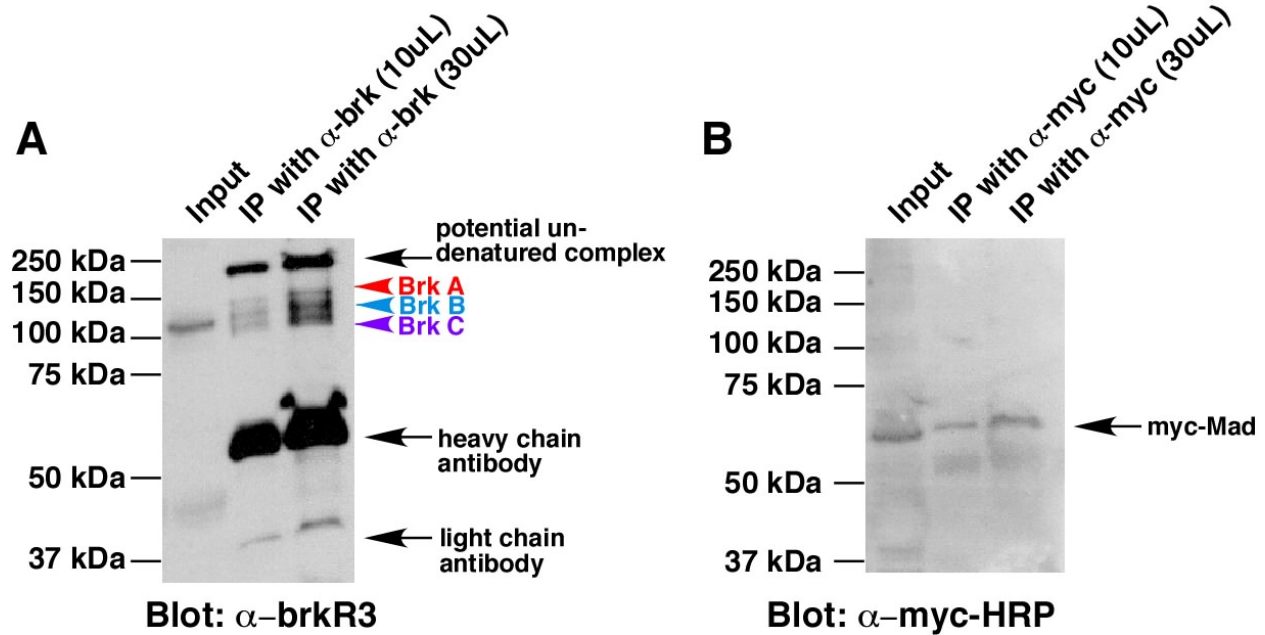 A
Input
IP with α-brk (10uL)
IP with α-brk (30uL)
250 kDa
150 kDa
100 kDa
75 kDa
50 kDa
37 kDa
potential un-
denatured complex
Brk A
Brk B
Brk C
heavy chain
antibody
light chain
antibody
Blot: α–brkR3
B
Input
IP with α-myc (10uL)
IP with α-myc (30uL)
250 kDa
150 kDa
100 kDa
75 kDa
50 kDa
37 kDa
myc-Mad
Blot: α–myc-HRP